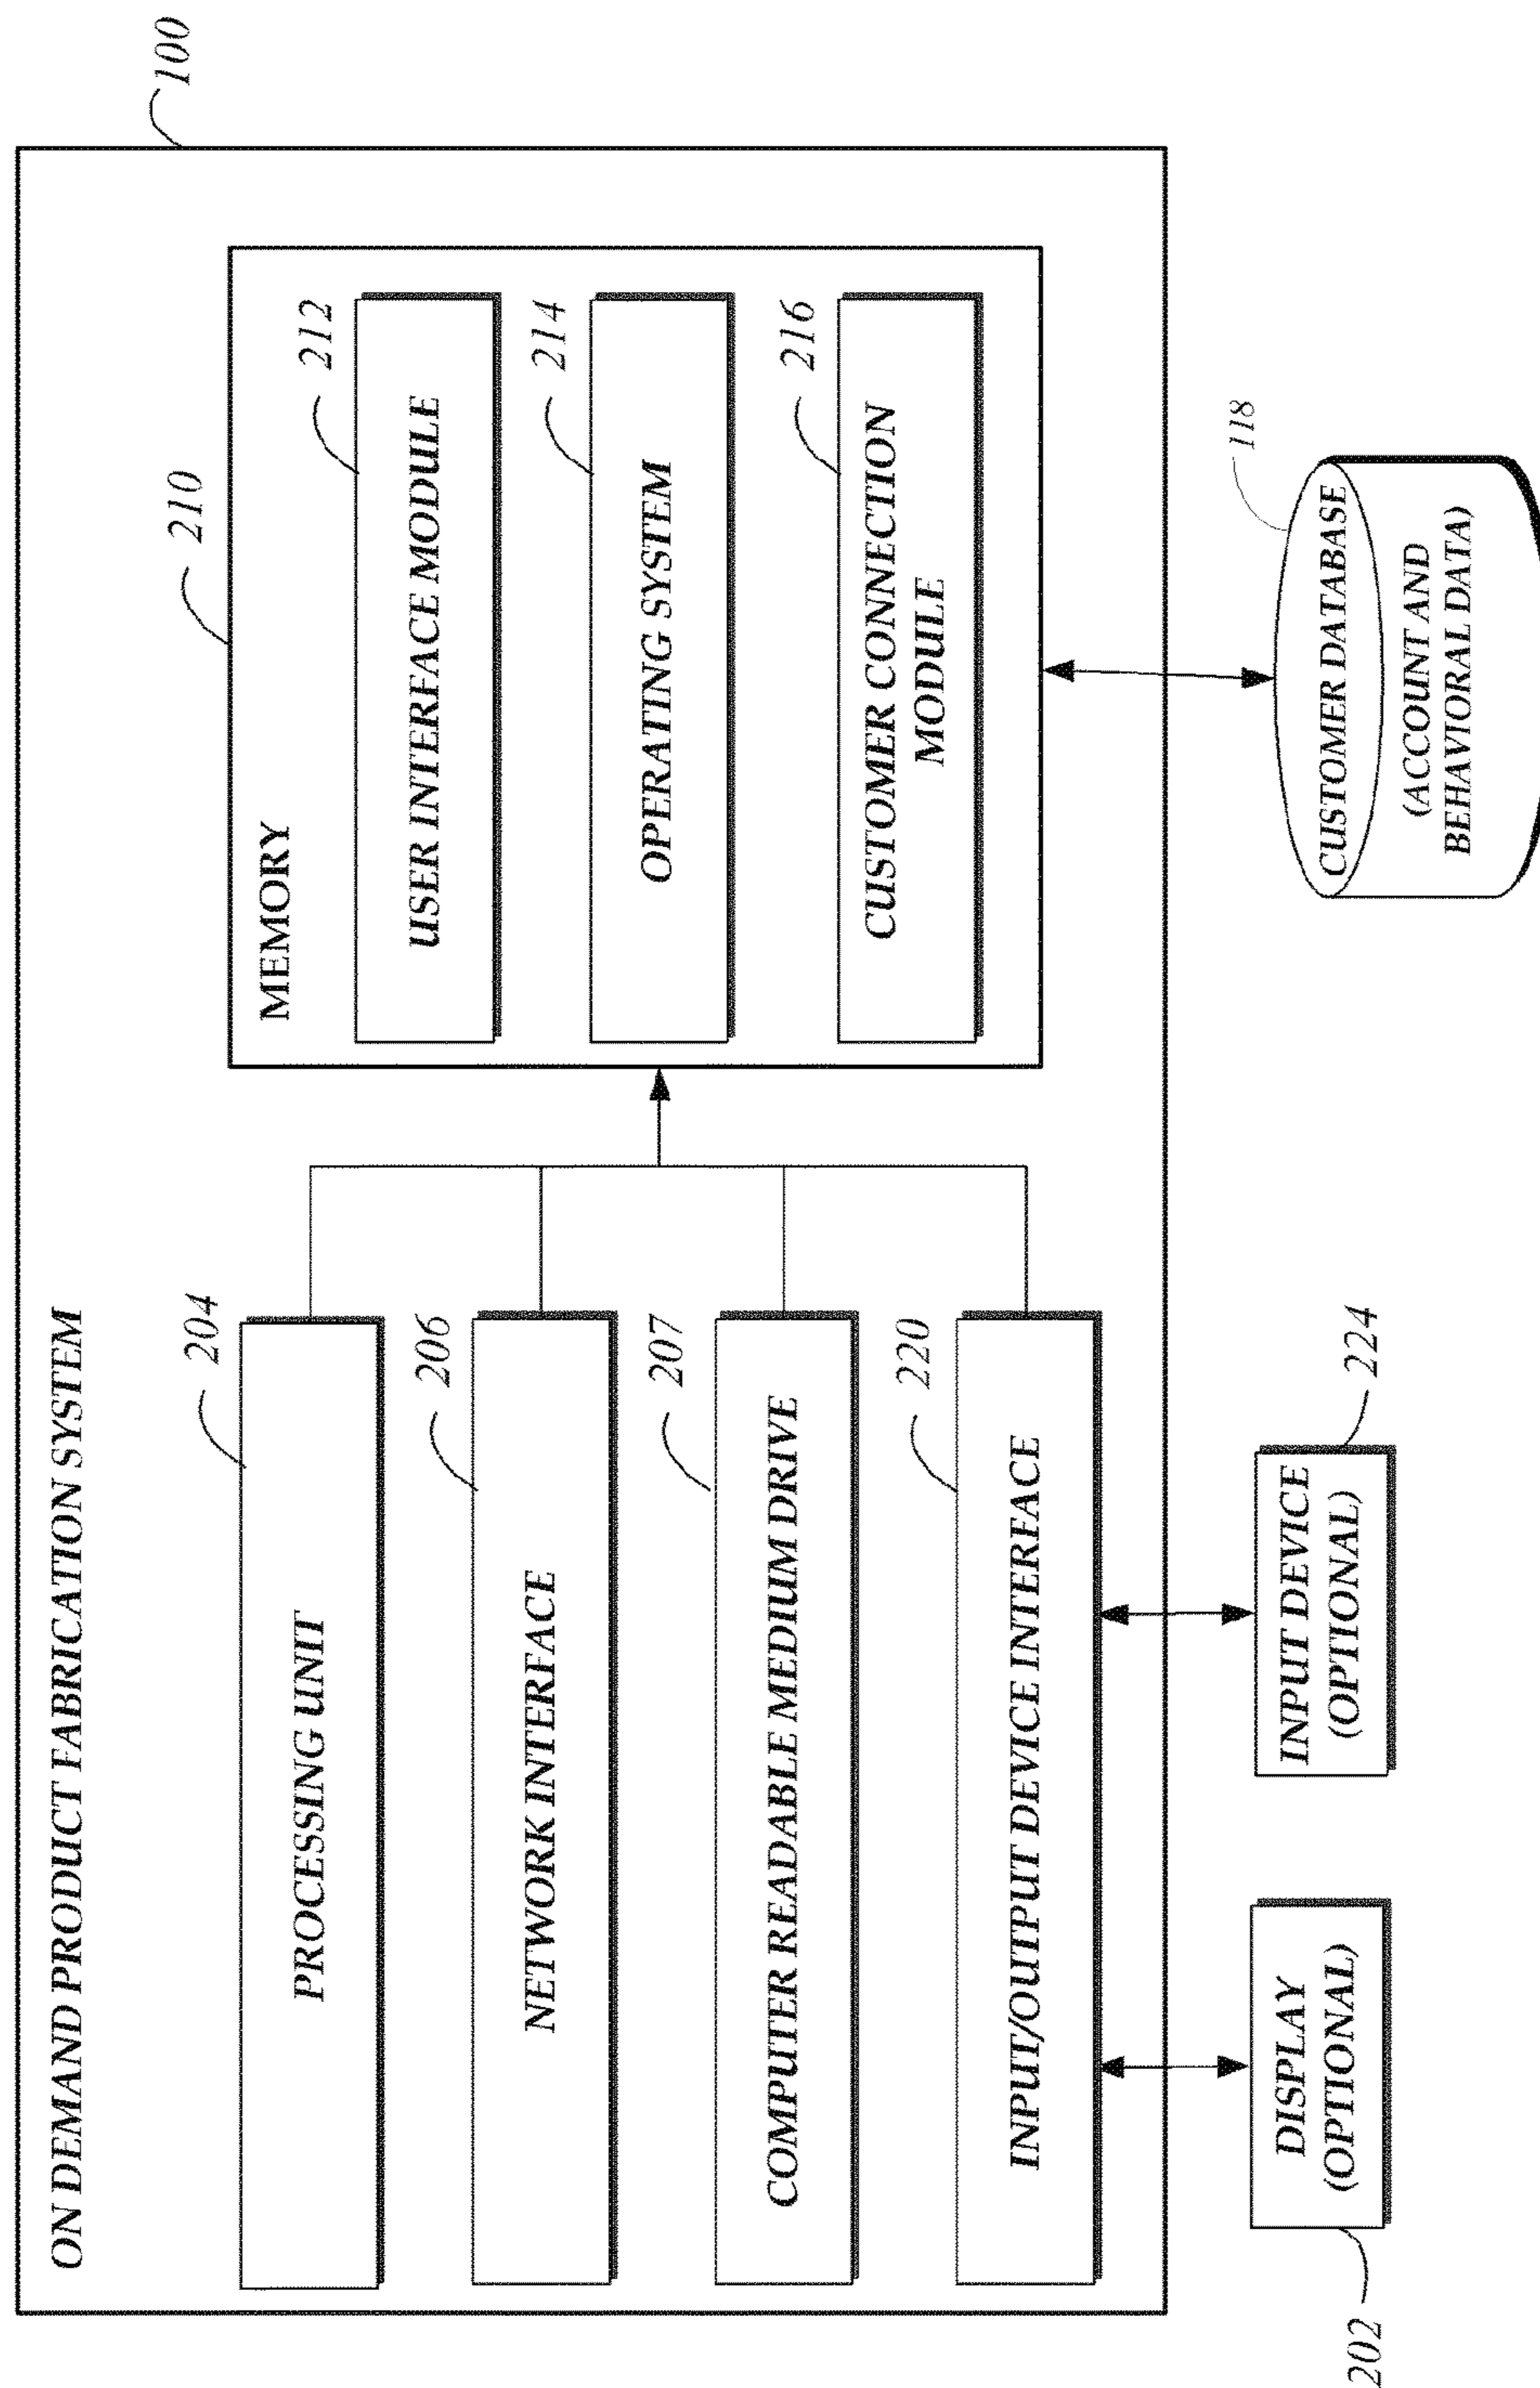 100
ON DEMAND PRODUCT FABRICATION SYSTEM
204
PROCESSING UNIT
206
NETWORK INTERFACE
207
COMPUTER READABLE MEDIUM DRIVE
220
INPUT/OUTPUT DEVICE INTERFACE
210
MEMORY
212
USER INTERFACE MODULE
214
OPERATING SYSTEM
216
CUSTOMER CONNECTION
MODULE
202
DISPLAY
(OPTIONAL)
224
INPUT DEVICE
(OPTIONAL)
118
CUSTOMER DATABASE
(ACCOUNT AND
BEHAVIORAL DATA)